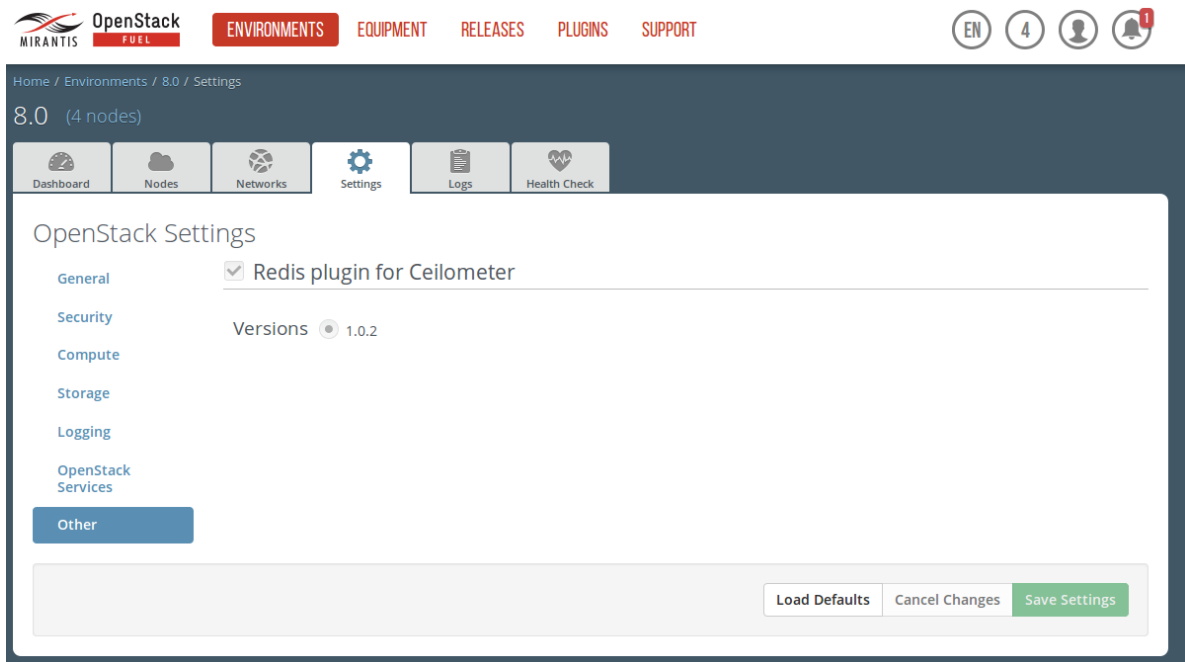 MIRANTIS OpenStack FUEL ENVIRONMENTS EQUIPMENT RELEASES PLUGINS SUPPORT EN 4 1
Home / Environments / 8.0 / Settings
8.0 (4 nodes)
Dashboard Nodes Networks Settings Logs Health Check
OpenStack Settings
General
Redis plugin for Ceilometer
Security
Versions 1.0.2
Compute
Storage
Logging
OpenStack
Services
Other
Load Defaults Cancel Changes Save Settings